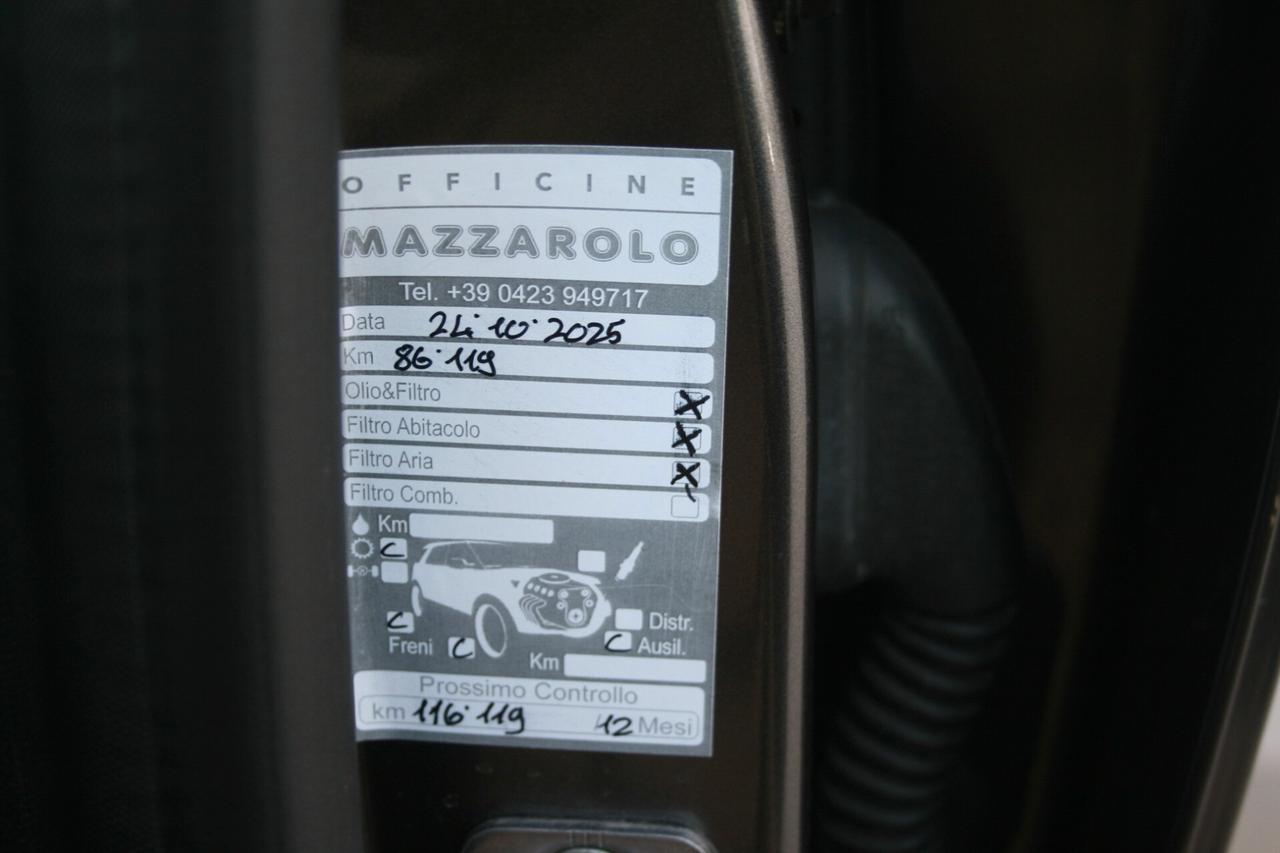 OFFICINE
MAZZAROLO
Tel. +39 0423 949717
Data 24·10·2025
Km 86·119
Olio&Filtro X
Filtro Abitacolo X
Filtro Aria X
Filtro Comb.
Km
C
C
Distr.
Freni C
C Ausil.
Km
Prossimo Controllo
km 116·119 12 Mesi